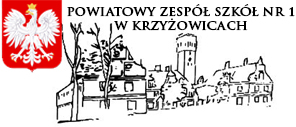 POWIATOWY ZESPÓŁ SZKÓŁ NR 1
W KRZYŻOWICACH